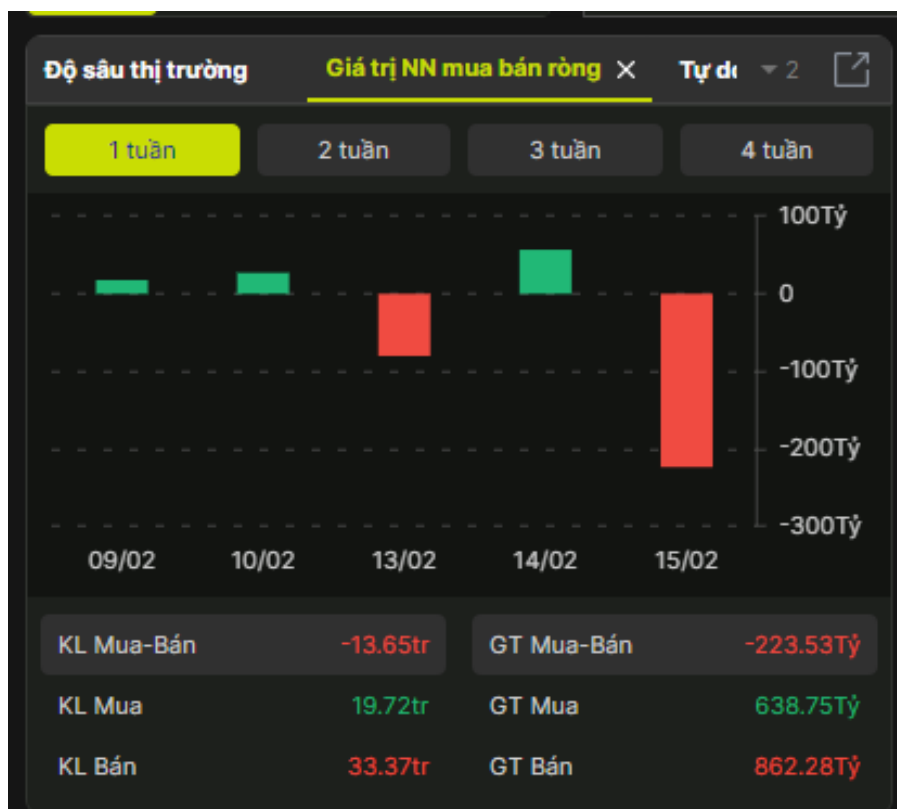 Độ sâu thị trường Giá trị NN mua bán ròng × 2
1 tuần 2 tuần 3 tuần 4 tuần
100Tỷ
0
-100Tỷ
-200Tỷ
-300Tỷ
09/02 10/02 13/02 14/02 15/02
KL Mua-Bán -13.65tr GT Mua-Bán -223.53Tỷ
KL Mua 19.72tr GT Mua 638.75Tỷ
KL Bán 33.37tr GT Bán 862.28Tỷ